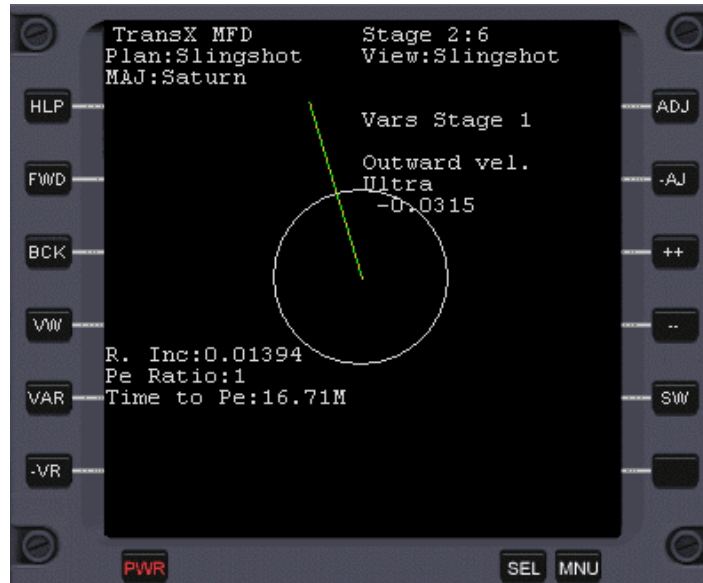 TransX MFD Stage 2:6
Plan:Slingshot View:Slingshot
MAJ:Saturn
HLP ADJ
Vars Stage 1
Outward vel.
FWD Ultra -AJ
-0.0315
BCK ++
VW --
R. Inc:0.01394
Pe Ratio:1
VAR Time to Pe:16.71M SW
-VR
PWR SEL MNU